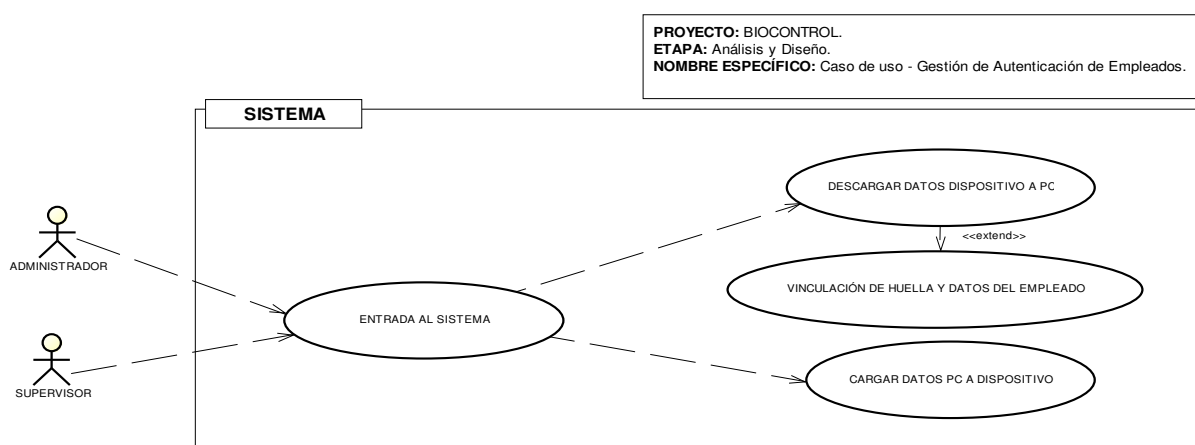 PROYECTO: BIOCONTROL.
ETAPA: Análisis y Diseño.
NOMBRE ESPECÍFICO: Caso de uso - Gestión de Autenticación de Empleados.
SISTEMA
DESCARGAR DATOS DISPOSITIVO A PC
<<extend>>
ADMINISTRADOR
VINCULACIÓN DE HUELLA Y DATOS DEL EMPLEADO
ENTRADA AL SISTEMA
CARGAR DATOS PC A DISPOSITIVO
SUPERVISOR